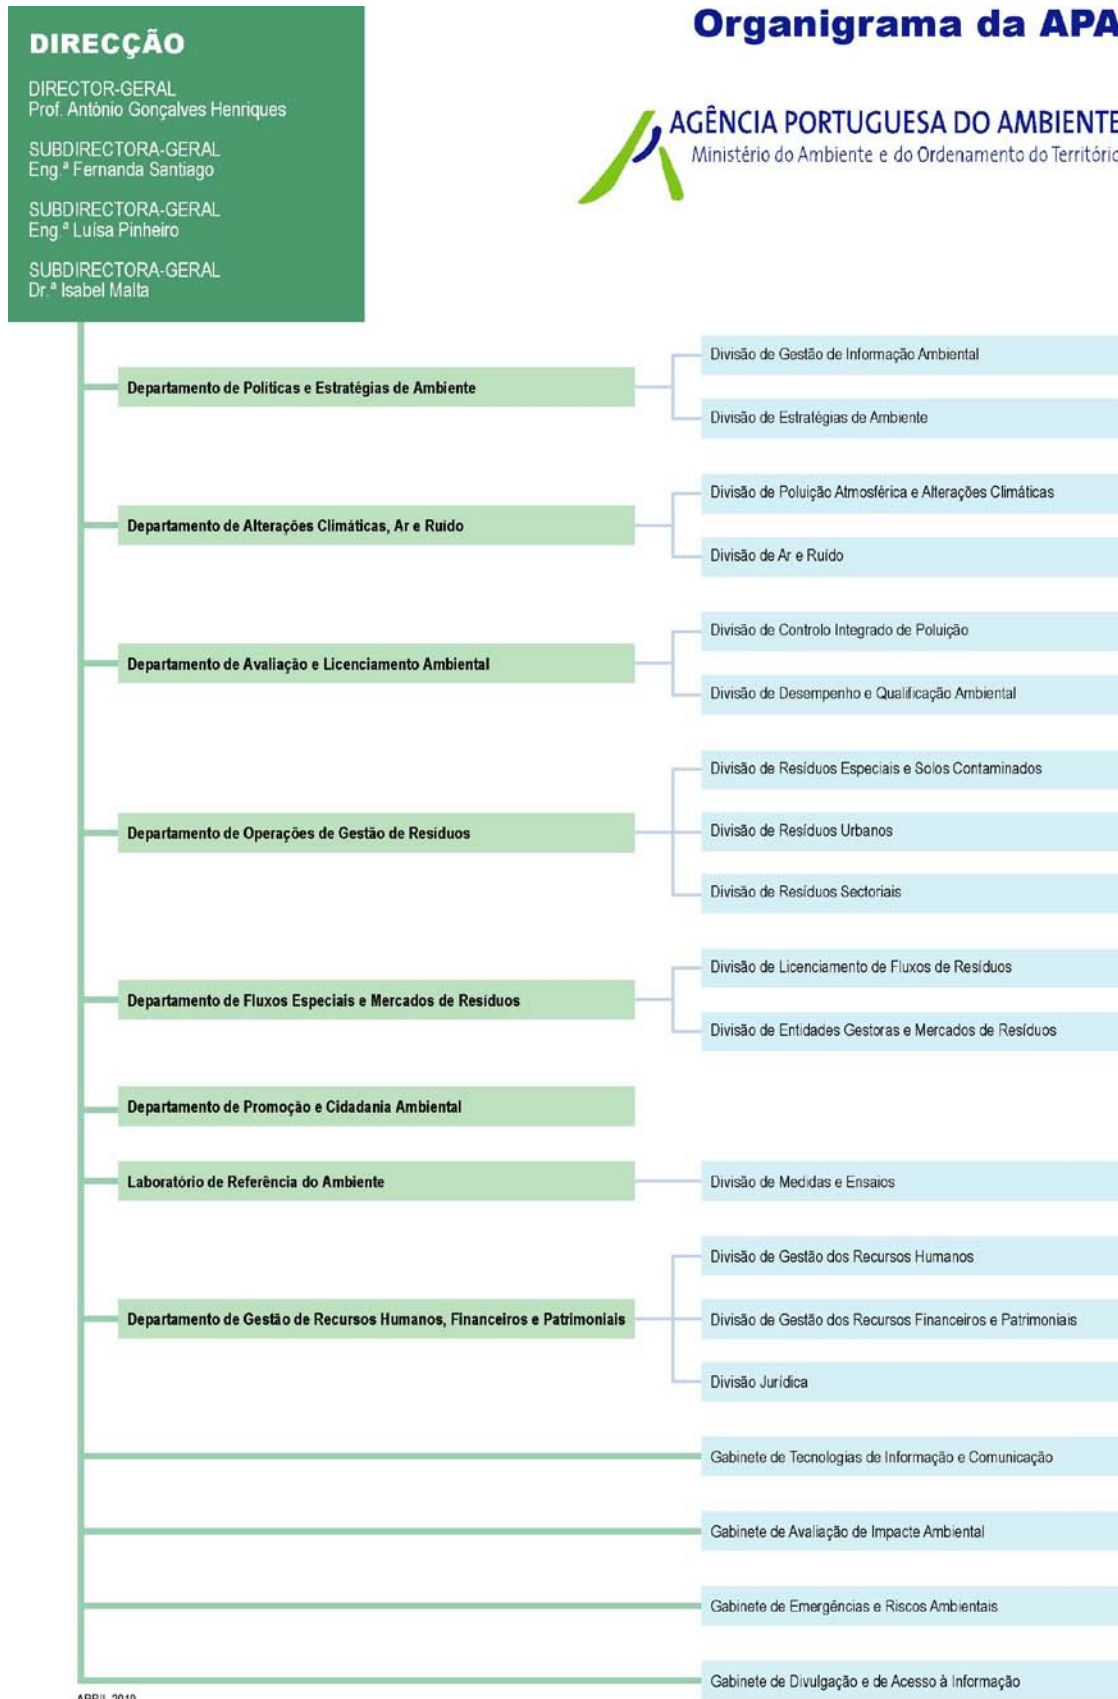 Organigrama da APA
AGÊNCIA PORTUGUESA DO AMBIENTE
Ministério do Ambiente e do Ordenamento do Território
DIRECÇÃO
DIRECTOR-GERAL
Prof. António Gonçalves Henriques
SUBDIRECTORA-GERAL
Eng.ª Fernanda Santiago
SUBDIRECTORA-GERAL
Eng.ª Luísa Pinheiro
SUBDIRECTORA-GERAL
Dr.ª Isabel Malta
Departamento de Políticas e Estratégias de Ambiente
Divisão de Gestão de Informação Ambiental
Divisão de Estratégias de Ambiente
Departamento de Alterações Climáticas, Ar e Ruído
Divisão de Poluição Atmosférica e Alterações Climáticas
Divisão de Ar e Ruído
Departamento de Avaliação e Licenciamento Ambiental
Divisão de Controlo Integrado de Poluição
Divisão de Desempenho e Qualificação Ambiental
Departamento de Operações de Gestão de Resíduos
Divisão de Resíduos Especiais e Solos Contaminados
Divisão de Resíduos Urbanos
Divisão de Resíduos Sectoriais
Departamento de Fluxos Especiais e Mercados de Resíduos
Divisão de Licenciamento de Fluxos de Resíduos
Divisão de Entidades Gestoras e Mercados de Resíduos
Departamento de Promoção e Cidadania Ambiental
Laboratório de Referência do Ambiente
Divisão de Medidas e Ensaios
Departamento de Gestão de Recursos Humanos, Financeiros e Patrimoniais
Divisão de Gestão dos Recursos Humanos
Divisão de Gestão dos Recursos Financeiros e Patrimoniais
Divisão Jurídica
Gabinete de Tecnologias de Informação e Comunicação
Gabinete de Avaliação de Impacte Ambiental
Gabinete de Emergências e Riscos Ambientais
Gabinete de Divulgação e de Acesso à Informação
ABRIL 2010